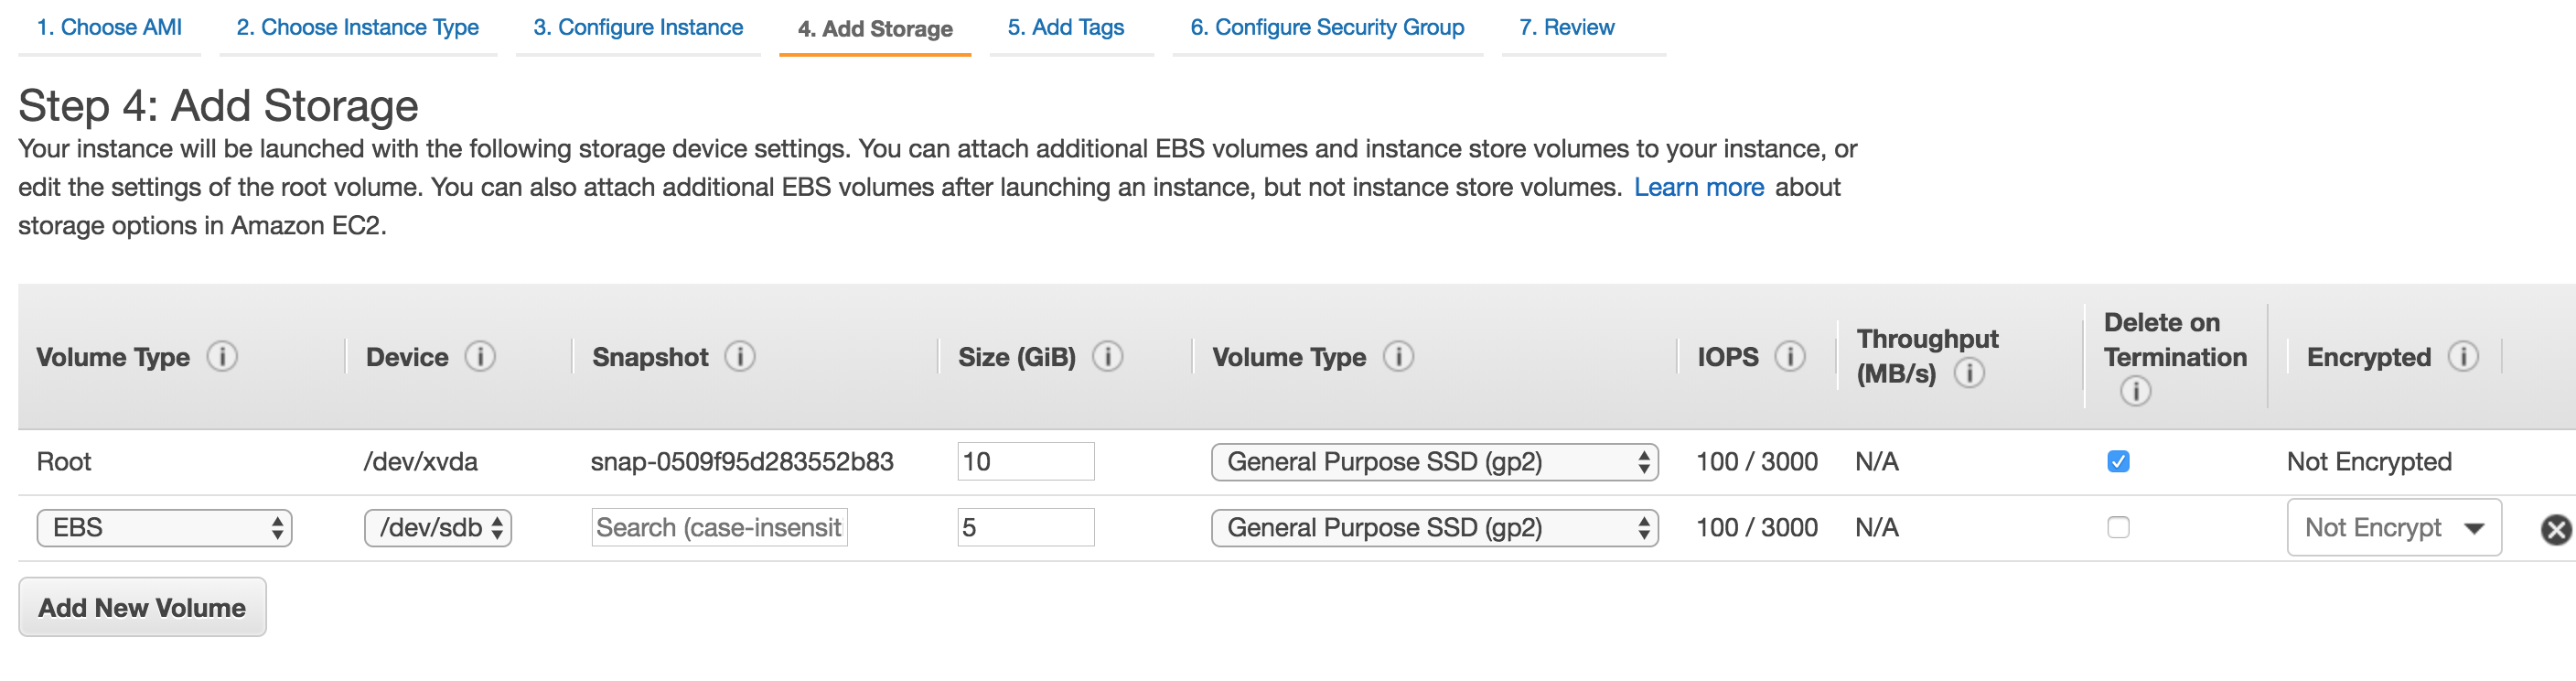 1. Choose AMI 2. Choose Instance Type 3. Configure Instance 4. Add Storage 5. Add Tags 6. Configure Security Group 7. Review
Step 4: Add Storage
Your instance will be launched with the following storage device settings. You can attach additional EBS volumes and instance store volumes to your instance, or
edit the settings of the root volume. You can also attach additional EBS volumes after launching an instance, but not instance store volumes. Learn more about
storage options in Amazon EC2.
Volume Type Device Snapshot Size (GiB) Volume Type IOPS Throughput (MB/s) Delete on Termination Encrypted
Root /dev/xvda snap-0509f95d283552b83 10 General Purpose SSD (gp2) 100 / 3000 N/A Not Encrypted
EBS /dev/sdb Search (case-insensit 5 General Purpose SSD (gp2) 100 / 3000 N/A Not Encrypt
Add New Volume